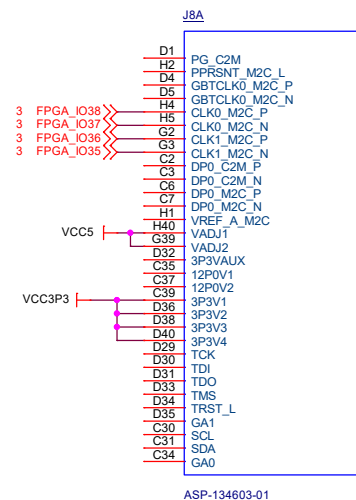 J8A
D1 PG_C2M
H2 PPRSNT_M2C_L
D4 GBTCLK0_M2C_P
D5 GBTCLK0_M2C_N
3 FPGA_IO38 H4 CLK0_M2C_P
3 FPGA_IO37 H5 CLK0_M2C_N
3 FPGA_IO36 G2 CLK1_M2C_P
3 FPGA_IO35 G3 CLK1_M2C_N
C2 DP0_C2M_P
C3 DP0_C2M_N
C6 DP0_M2C_P
C7 DP0_M2C_N
H1 VREF_A_M2C
VCC5 H40 VADJ1
G39 VADJ2
D32 3P3VAUX
C35 12P0V1
C37 12P0V2
VCC3P3 C39 3P3V1
D36 3P3V2
D38 3P3V3
D40 3P3V4
D29 TCK
D30 TDI
D31 TDO
D33 TMS
D34 TRST_L
D35 GA1
C30 SCL
C31 SDA
C34 GA0
ASP-134603-01